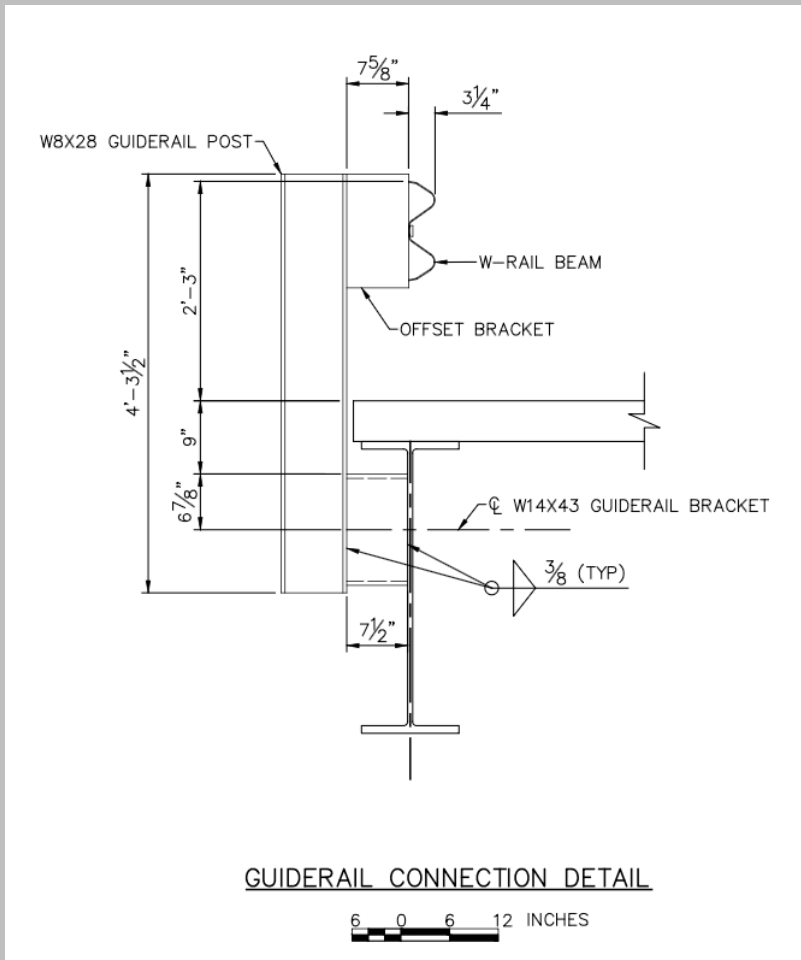 7⅝"
3¼"
W8X28 GUIDERAIL POST
2'-3"
W-RAIL BEAM
OFFSET BRACKET
4'-3½"
9"
6⅞"
℄ W14X43 GUIDERAIL BRACKET
⅜ (TYP)
7½"
GUIDERAIL CONNECTION DETAIL
6 0 6 12 INCHES